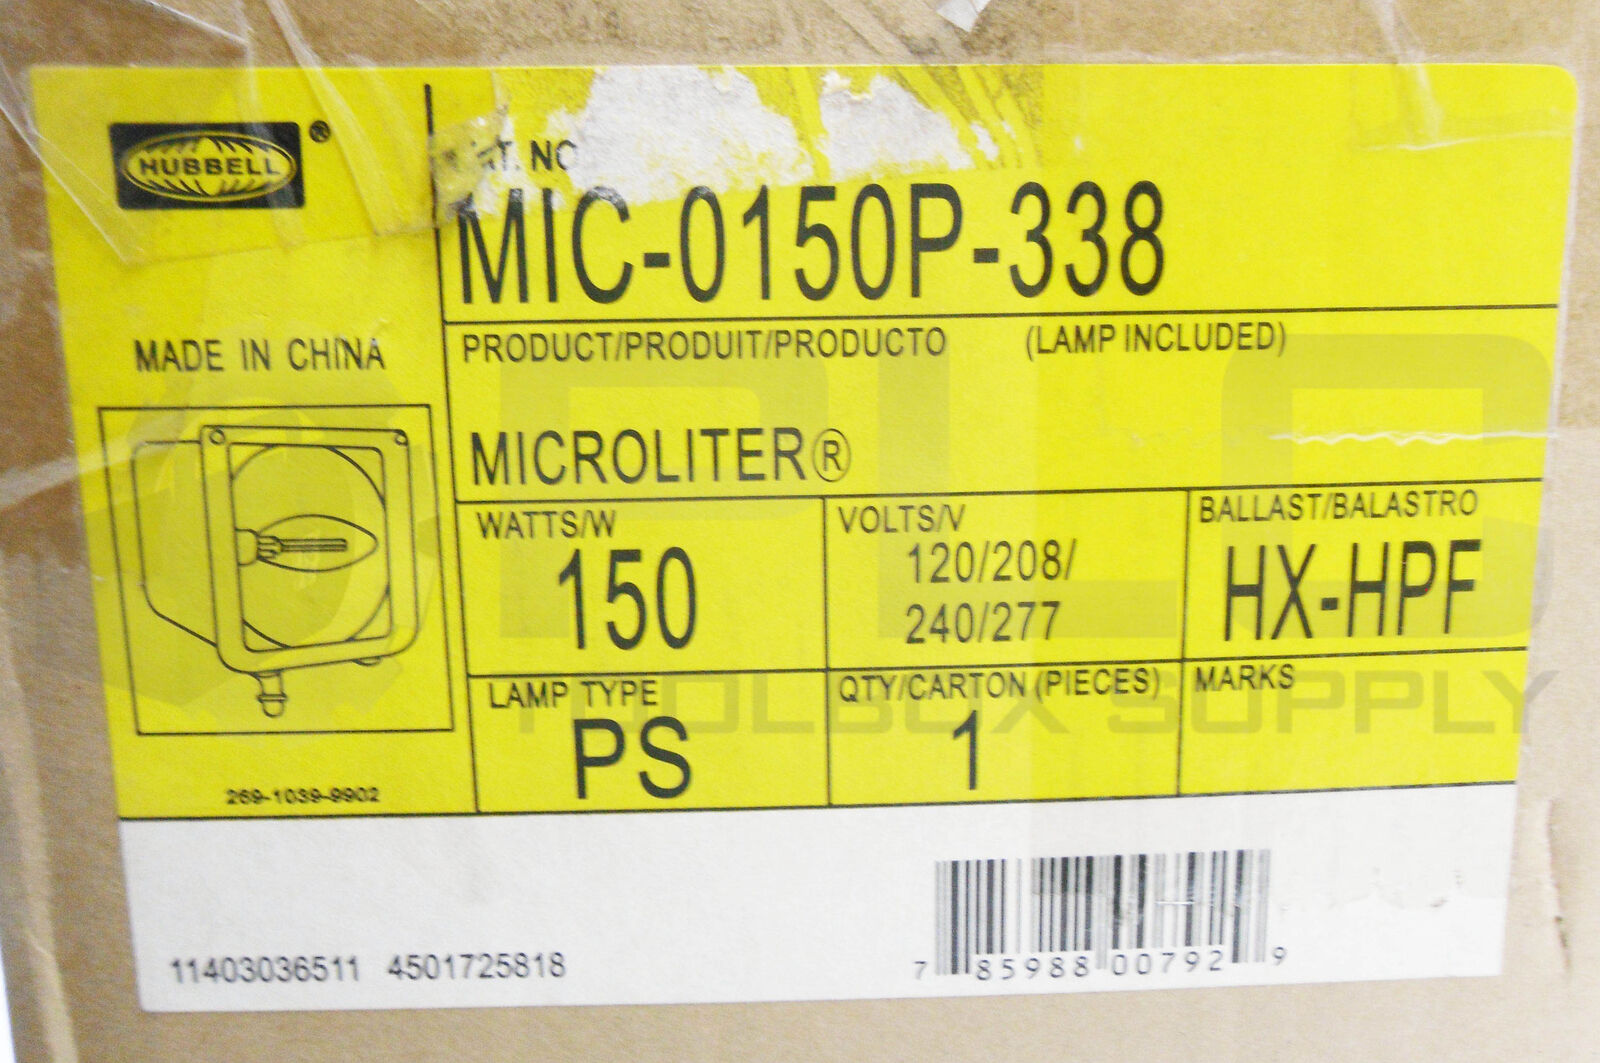 HUBBELL ®
NO
MIC-0150P-338
MADE IN CHINA
PRODUCT/PRODUIT/PRODUCTO (LAMP INCLUDED)
MICROLITER®
WATTS/W
150
VOLTS/V
120/208/
240/277
BALLAST/BALASTRO
HX-HPF
LAMP TYPE
PS
QTY/CARTON (PIECES)
1
MARKS
269-1039-9902
11403036511 4501725818
7 85988 00792 9
PLC
TOOLBOX SUPPLY